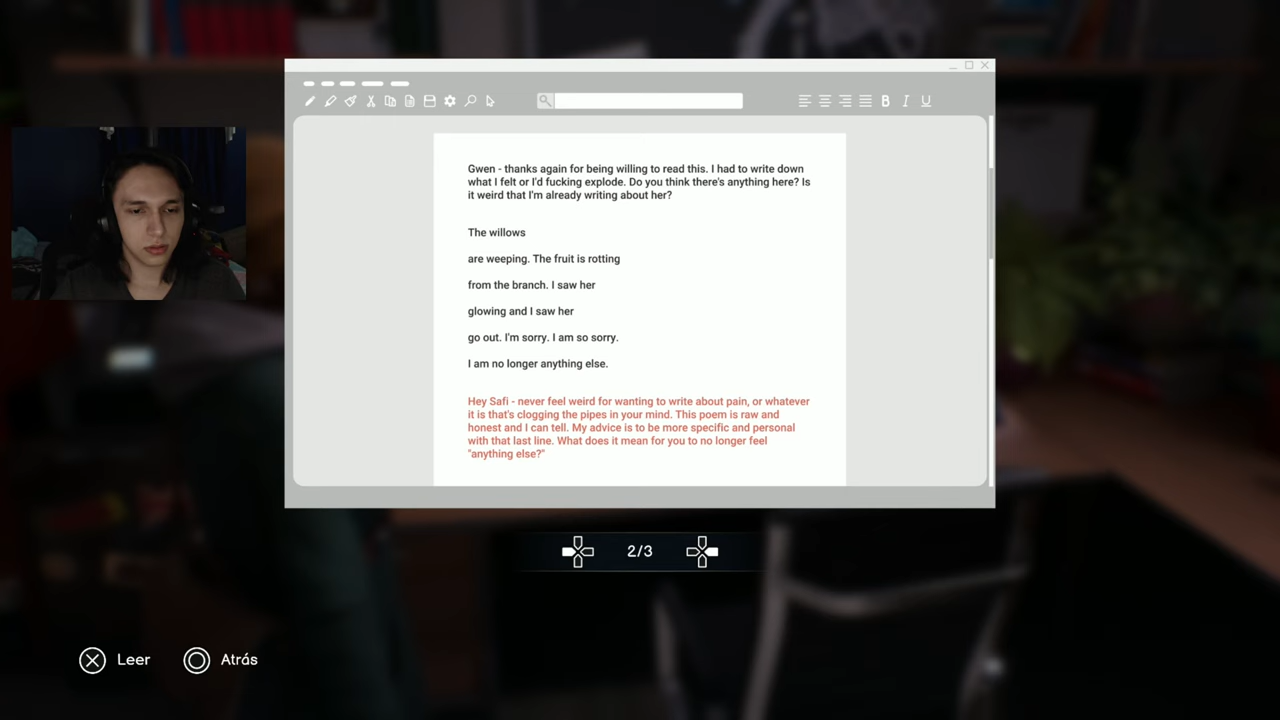 B I U
Gwen - thanks again for being willing to read this. I had to write down
what I felt or I'd fucking explode. Do you think there's anything here? Is
it weird that I'm already writing about her?
The willows
are weeping. The fruit is rotting
from the branch. I saw her
glowing and I saw her
go out. I'm sorry. I am so sorry.
I am no longer anything else.
Hey Safi - never feel weird for wanting to write about pain, or whatever
it is that's clogging the pipes in your mind. This poem is raw and
honest and I can tell. My advice is to be more specific and personal
with that last line. What does it mean for you to no longer feel
"anything else?"
2/3
Leer Atrás